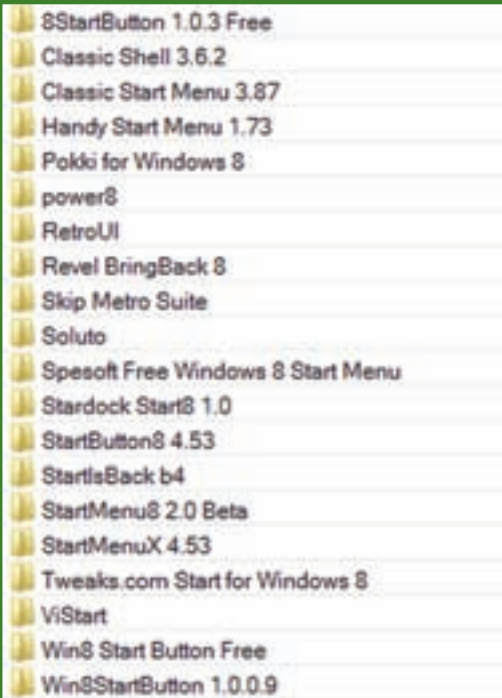 8StartButton 1.0.3 Free
Classic Shell 3.6.2
Classic Start Menu 3.87
Handy Start Menu 1.73
Pokki for Windows 8
power8
RetroUI
Revel BringBack 8
Skip Metro Suite
Soluto
Spesoft Free Windows 8 Start Menu
Stardock Start8 1.0
StartButton8 4.53
StartIsBack b4
StartMenu8 2.0 Beta
StartMenuX 4.53
Tweaks.com Start for Windows 8
ViStart
Win8 Start Button Free
Win8StartButton 1.0.0.9